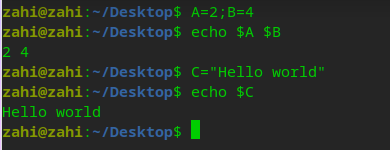 zahi@zahi:~/Desktop$ A=2;B=4
zahi@zahi:~/Desktop$ echo $A $B
2 4
zahi@zahi:~/Desktop$ C="Hello world"
zahi@zahi:~/Desktop$ echo $C
Hello world
zahi@zahi:~/Desktop$